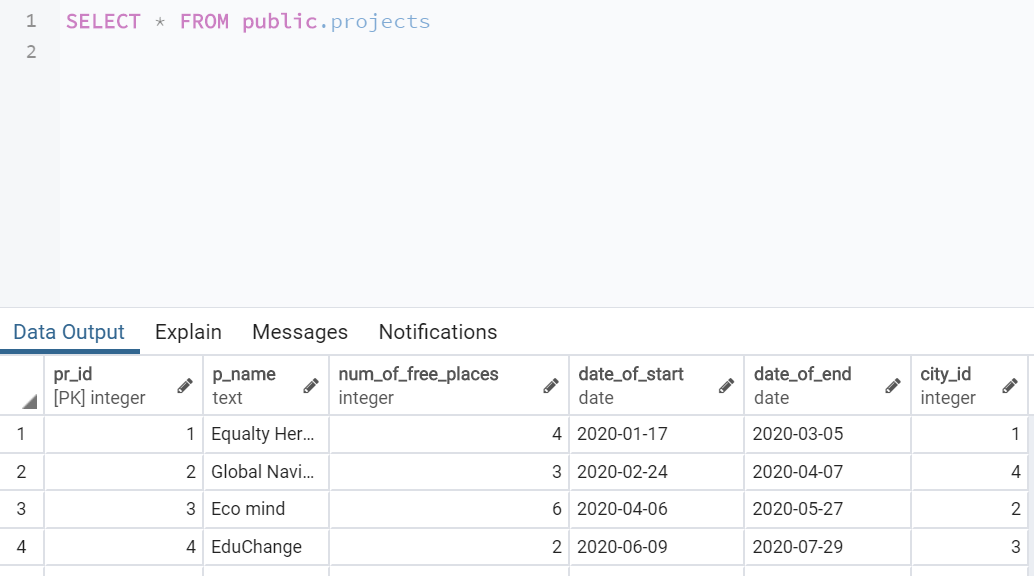 1 SELECT * FROM public.projects
2
Data Output Explain Messages Notifications
pr_id p_name num_of_free_places date_of_start date_of_end city_id
[PK] integer text integer date date integer
1 1 Equalty Her... 4 2020-01-17 2020-03-05 1
2 2 Global Navi... 3 2020-02-24 2020-04-07 4
3 3 Eco mind 6 2020-04-06 2020-05-27 2
4 4 EduChange 2 2020-06-09 2020-07-29 3